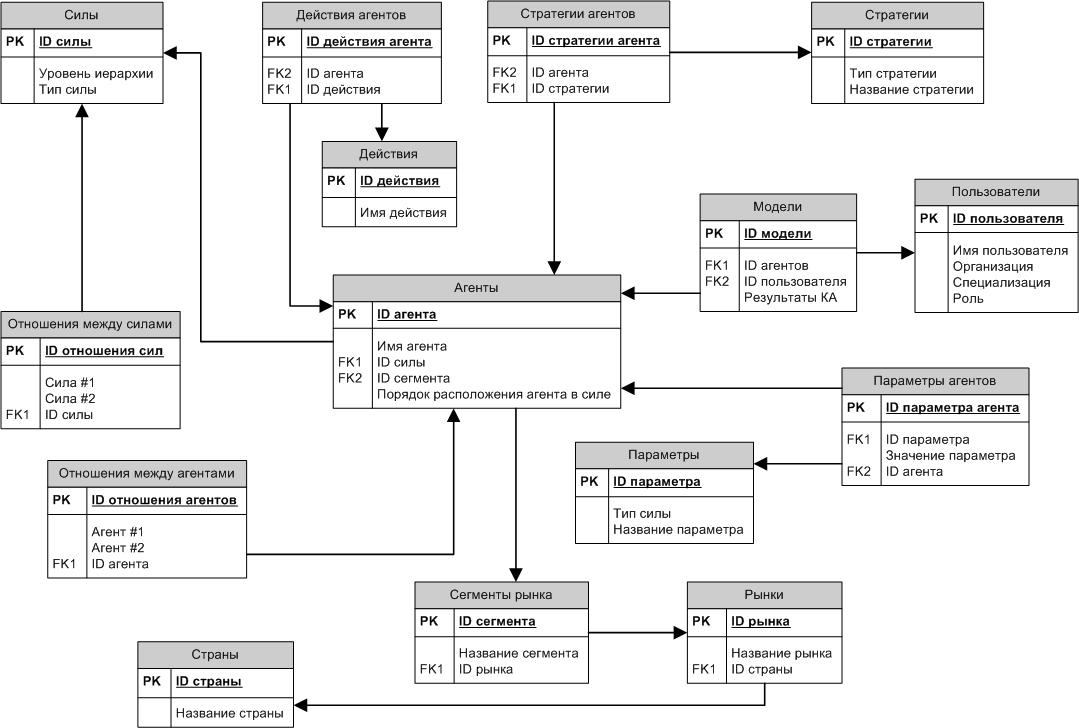 Силы
PK ID силы
Уровень иерархии
Тип силы
Действия агентов
PK ID действия агента
FK2 ID агента
FK1 ID действия
Стратегии агентов
PK ID стратегии агента
FK2 ID агента
FK1 ID стратегии
Стратегии
PK ID стратегии
Тип стратегии
Название стратегии
Действия
PK ID действия
Имя действия
Модели
PK ID модели
FK1 ID агентов
FK2 ID пользователя
Результаты КА
Пользователи
PK ID пользователя
Имя пользователя
Организация
Специализация
Роль
Агенты
PK ID агента
Имя агента
FK1 ID силы
FK2 ID сегмента
Порядок расположения агента в силе
Отношения между силами
PK ID отношения сил
Сила #1
Сила #2
FK1 ID силы
Параметры агентов
PK ID параметра агента
FK1 ID параметра
Значение параметра
FK2 ID агента
Параметры
PK ID параметра
Тип силы
Название параметра
Отношения между агентами
PK ID отношения агентов
Агент #1
Агент #2
FK1 ID агента
Сегменты рынка
PK ID сегмента
Название сегмента
FK1 ID рынка
Рынки
PK ID рынка
Название рынка
FK1 ID страны
Страны
PK ID страны
Название страны